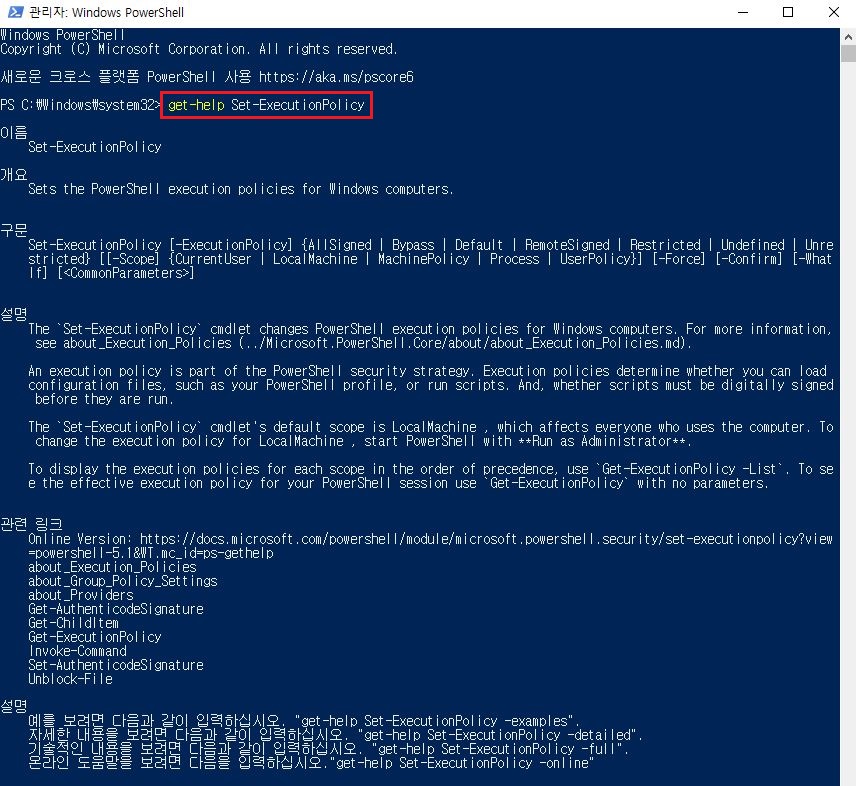 관리자: Windows PowerShell
Windows PowerShell
Copyright (C) Microsoft Corporation. All rights reserved.
새로운 크로스 플랫폼 PowerShell 사용 https://aka.ms/pscore6
PS C:₩Windows₩system32> get-help Set-ExecutionPolicy
이름
Set-ExecutionPolicy
개요
Sets the PowerShell execution policies for Windows computers.
구문
Set-ExecutionPolicy [-ExecutionPolicy] {AllSigned | Bypass | Default | RemoteSigned | Restricted | Undefined | Unre
stricted} [[-Scope] {CurrentUser | LocalMachine | MachinePolicy | Process | UserPolicy}] [-Force] [-Confirm] [-What
If] [<CommonParameters>]
설명
The `Set-ExecutionPolicy` cmdlet changes PowerShell execution policies for Windows computers. For more information,
see about_Execution_Policies (../Microsoft.PowerShell.Core/about/about_Execution_Policies.md).
An execution policy is part of the PowerShell security strategy. Execution policies determine whether you can load
configuration files, such as your PowerShell profile, or run scripts. And, whether scripts must be digitally signed
before they are run.
The `Set-ExecutionPolicy` cmdlet's default scope is LocalMachine , which affects everyone who uses the computer. To
change the execution policy for LocalMachine , start PowerShell with **Run as Administrator**.
To display the execution policies for each scope in the order of precedence, use `Get-ExecutionPolicy -List`. To se
e the effective execution policy for your PowerShell session use `Get-ExecutionPolicy` with no parameters.
관련 링크
Online Version: https://docs.microsoft.com/powershell/module/microsoft.powershell.security/set-executionpolicy?view
=powershell-5.1&WT.mc_id=ps-gethelp
about_Execution_Policies
about_Group_Policy_Settings
about_Providers
Get-AuthenticodeSignature
Get-ChildItem
Get-ExecutionPolicy
Invoke-Command
Set-AuthenticodeSignature
Unblock-File
설명
예를 보려면 다음과 같이 입력하십시오. "get-help Set-ExecutionPolicy -examples".
자세한 내용을 보려면 다음과 같이 입력하십시오. "get-help Set-ExecutionPolicy -detailed".
기술적인 내용을 보려면 다음과 같이 입력하십시오. "get-help Set-ExecutionPolicy -full".
온라인 도움말을 보려면 다음을 입력하십시오."get-help Set-ExecutionPolicy -online"